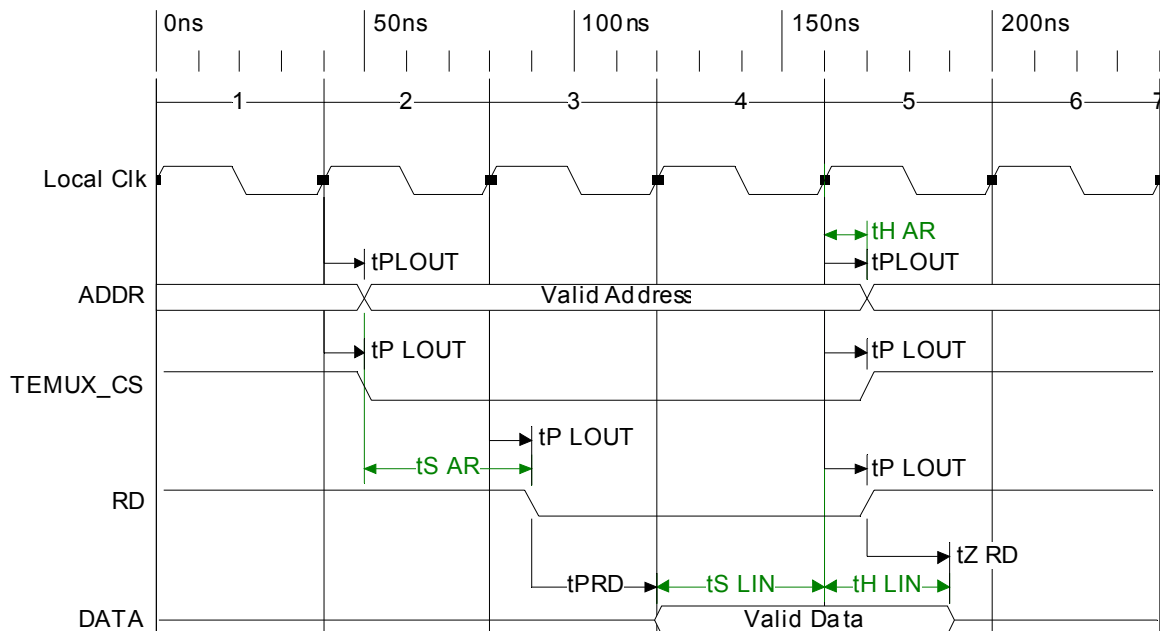 0ns 50ns 100ns 150ns 200ns
1 2 3 4 5 6 7
Local Clk
tH AR
tPLOUT tPLOUT
ADDR Valid Address
tP LOUT tP LOUT
TEMUX_CS
tP LOUT
tS AR tP LOUT
RD
tZ RD
tPRD tS LIN tH LIN
DATA Valid Data